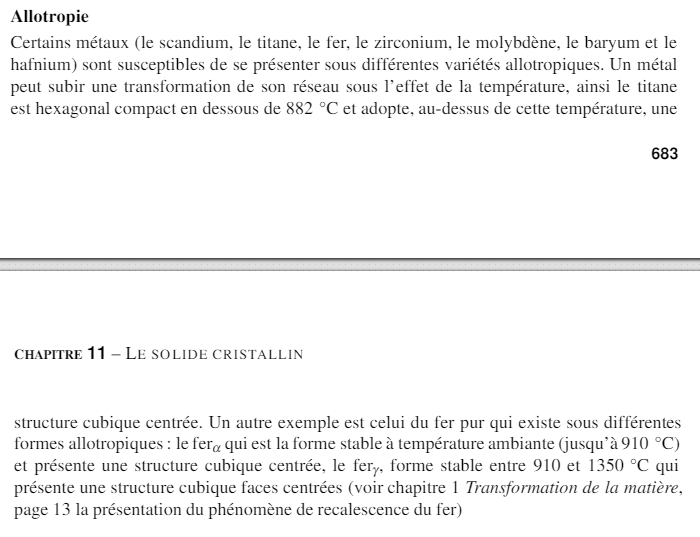 Allotropie
Certains métaux (le scandium, le titane, le fer, le zirconium, le molybdène, le baryum et le
hafnium) sont susceptibles de se présenter sous différentes variétés allotropiques. Un métal
peut subir une transformation de son réseau sous l'effet de la température, ainsi le titane
est hexagonal compact en dessous de 882 °C et adopte, au-dessus de cette température, une
683
CHAPITRE 11 – LE SOLIDE CRISTALLIN
structure cubique centrée. Un autre exemple est celui du fer pur qui existe sous différentes
formes allotropiques : le ferα qui est la forme stable à température ambiante (jusqu'à 910 °C)
et présente une structure cubique centrée, le ferγ, forme stable entre 910 et 1350 °C qui
présente une structure cubique faces centrées (voir chapitre 1 Transformation de la matière,
page 13 la présentation du phénomène de recalescence du fer)